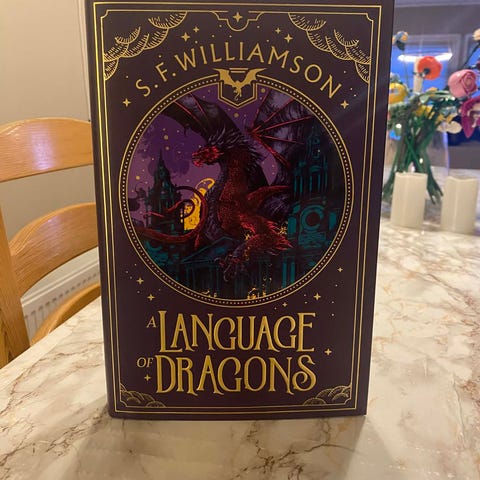 S.F. WILLIAMSON
A LANGUAGE
OF DRAGONS